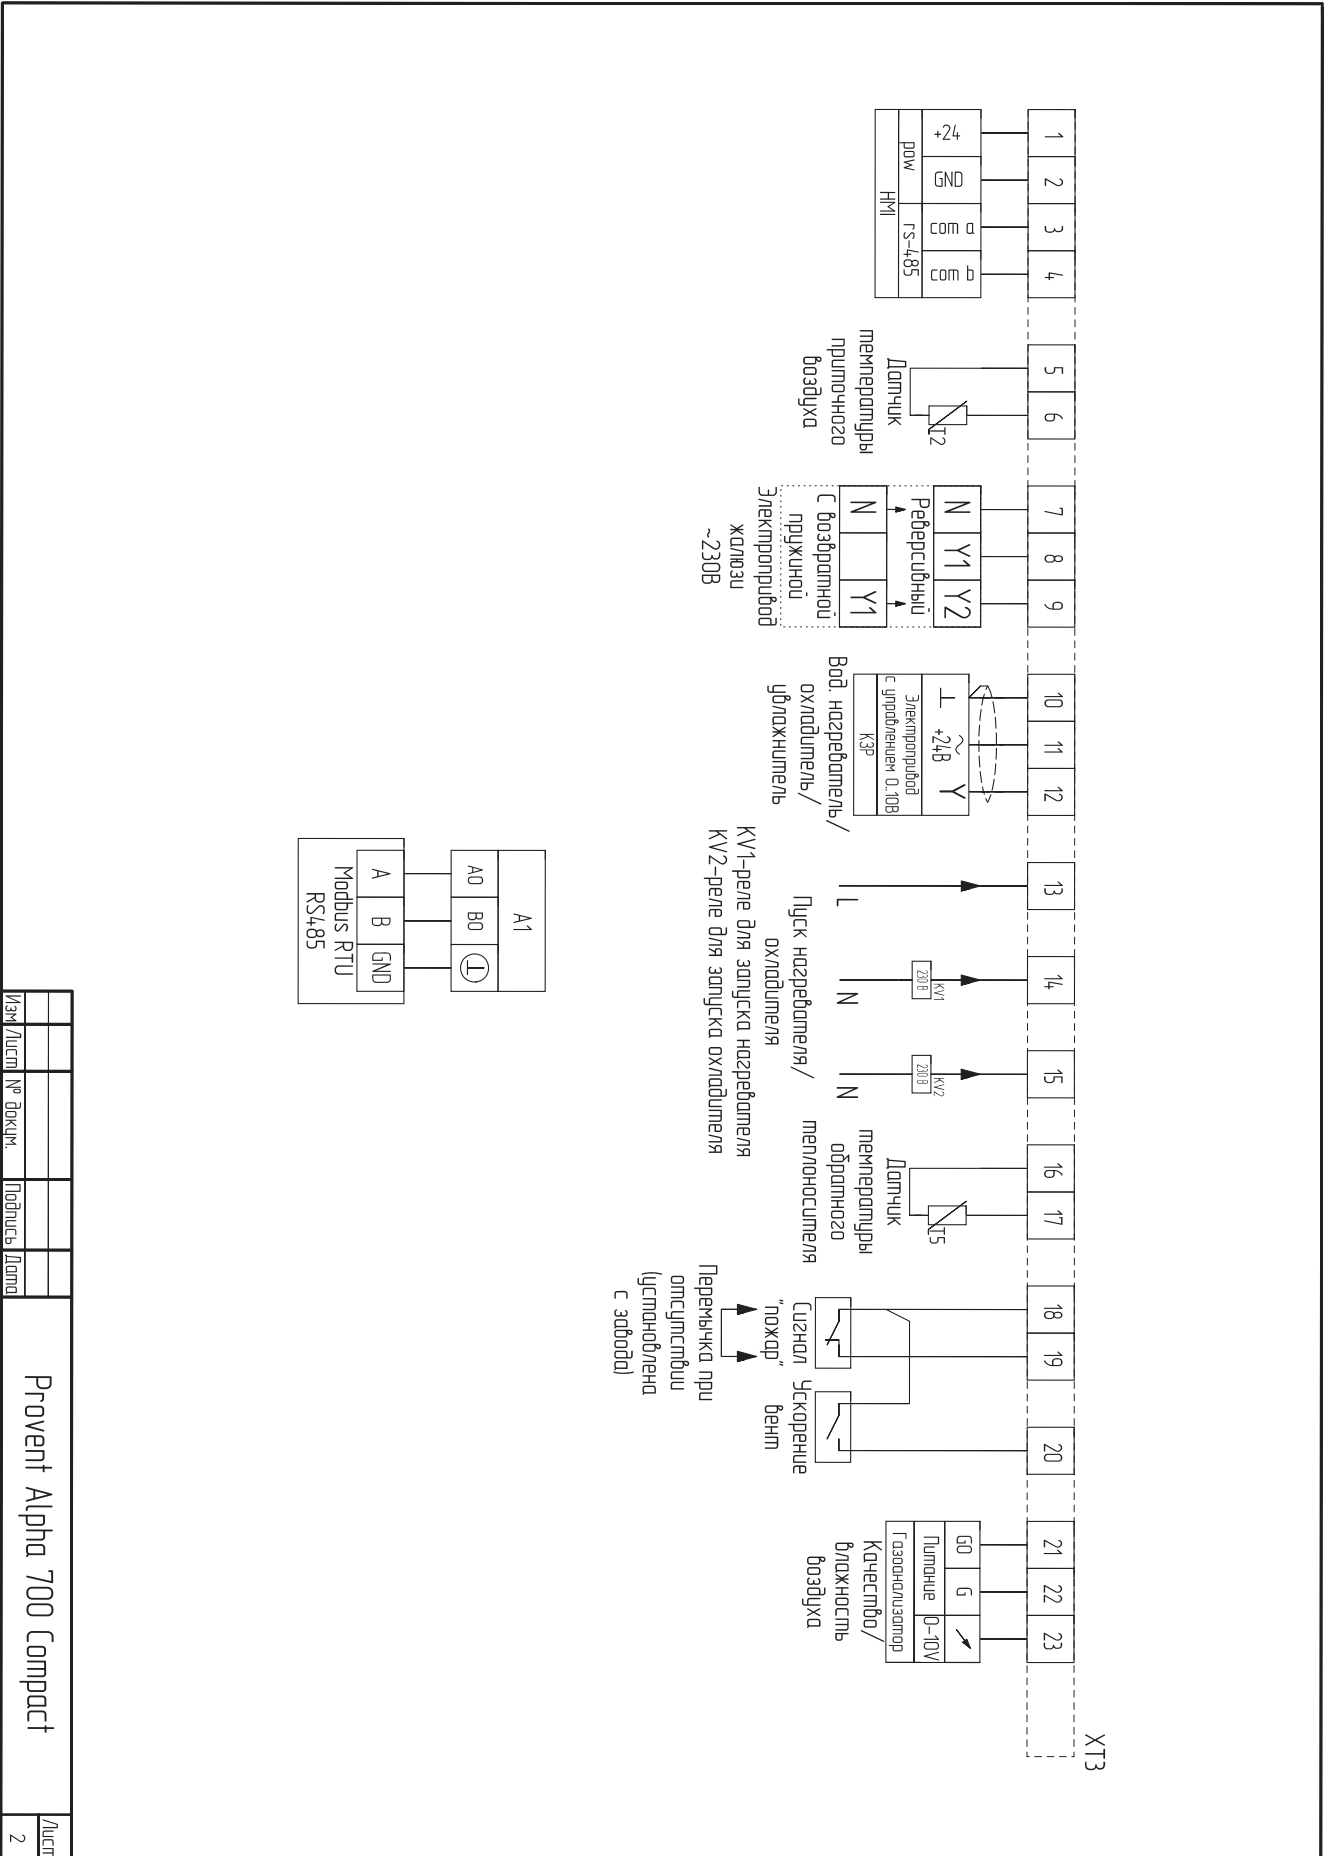 XT3
1 2 3 4
+24 GND com a com b
pow rs-485
HMI
5 6
T2
Датчик
температуры
приточного
воздуха
7 8 9
N Y1 Y2
Реверсивный
N Y1
С возвратной
пружиной
Электропривод
жалюзи
~230В
10 11 12
⊥ ~ +24В Y
Электропривод
с управлением 0..10В
КЗР
Вод. нагреватель/
охладитель/
увлажнитель
13 14 15
KV1 KV2
230 В 230 В
L N N
Пуск нагревателя/
охладителя
KV1-реле для запуска нагревателя
KV2-реле для запуска охладителя
16 17
T5
Датчик
температуры
обратного
теплоносителя
18 19 20
Сигнал
"пожар"
Ускорение
вент
Перемычка при
отсутствии
(установлена
с завода)
21 22 23
G0 G
Питание 0-10V
Газоанализатор
Качество/
влажность
воздуха
A1
A0 B0 ⊥
A B GND
Modbus RTU
RS485
Изм Лист № докум. Подпись Дата
Provent Alpha 700 Compact
Лист
2